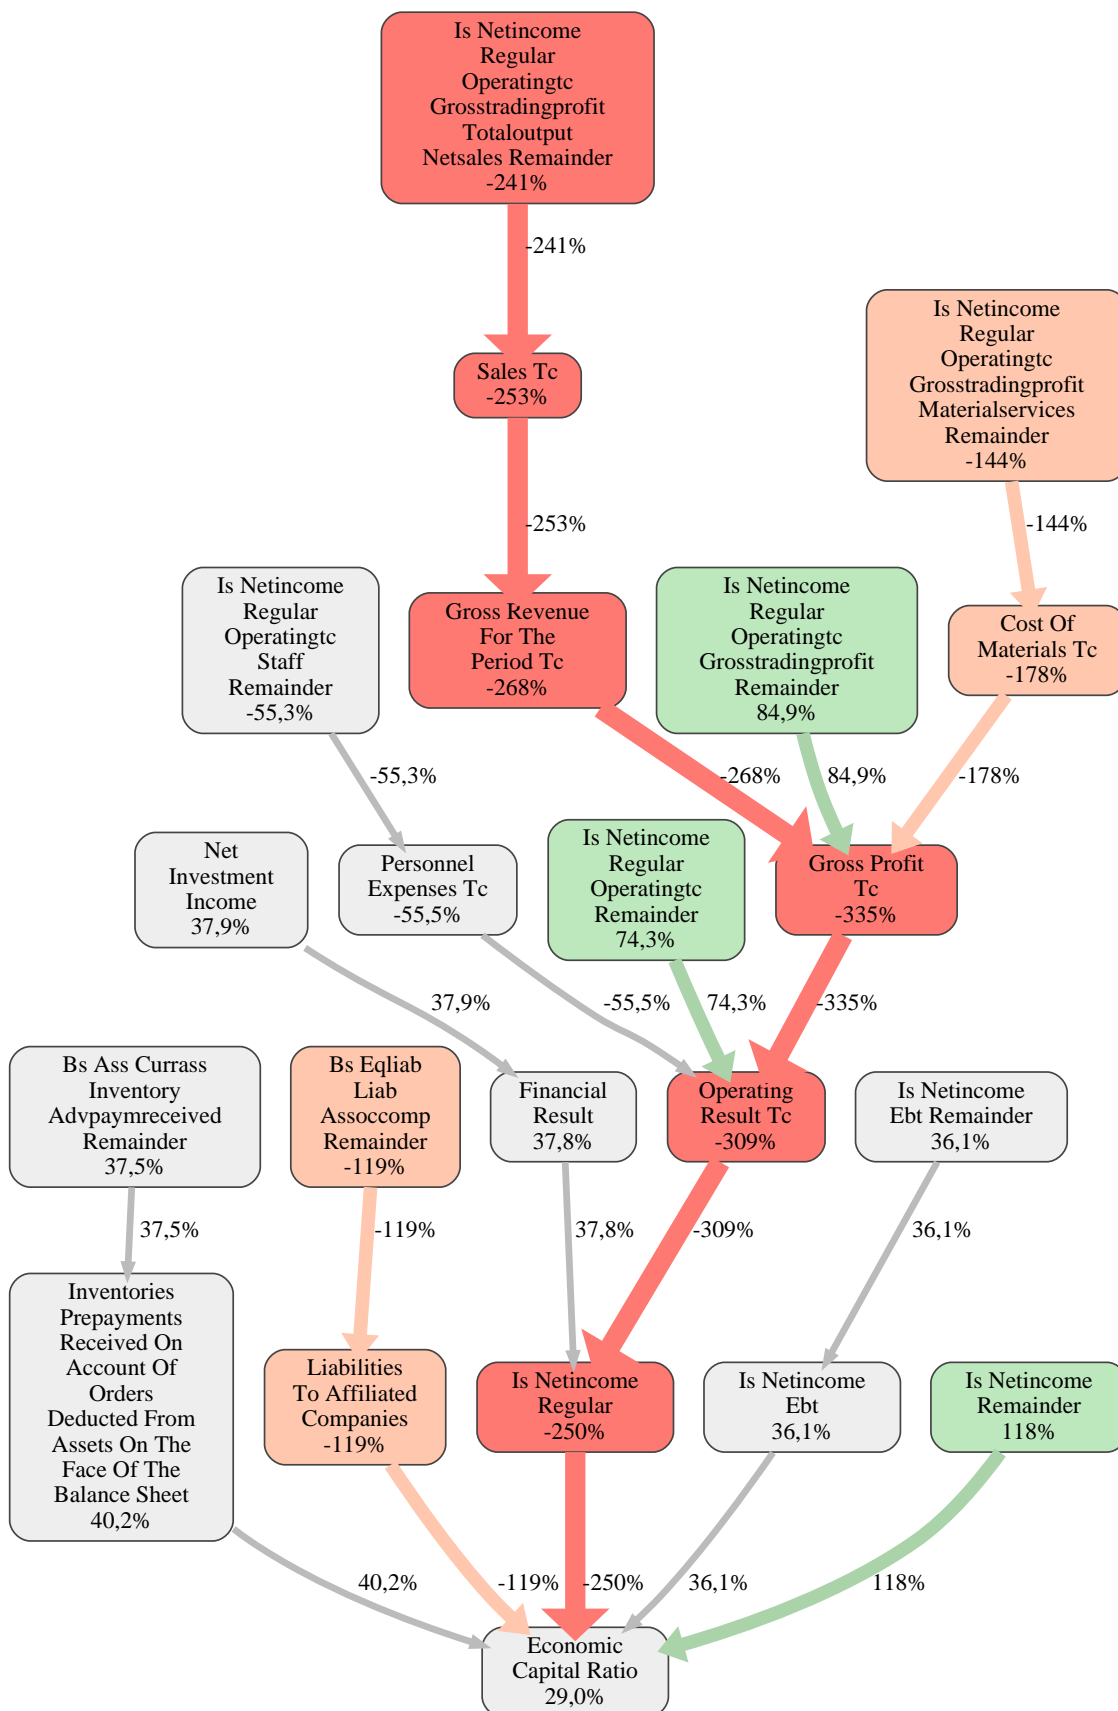 Is Netincome
Regular
Operatingtc
Grosstradingprofit
Totaloutput
Netsales Remainder
-241%
-241%
Is Netincome
Regular
Operatingtc
Grosstradingprofit
Materialservices
Remainder
-144%
Sales Tc
-253%
-253%
-144%
Is Netincome
Regular
Operatingtc
Staff
Remainder
-55,3%
Gross Revenue
For The
Period Tc
-268%
Is Netincome
Regular
Operatingtc
Grosstradingprofit
Remainder
84,9%
Cost Of
Materials Tc
-178%
-55,3%
-268%
84,9%
-178%
Net
Investment
Income
37,9%
Personnel
Expenses Tc
-55,5%
Is Netincome
Regular
Operatingtc
Remainder
74,3%
Gross Profit
Tc
-335%
37,9%
-55,5%
74,3%
-335%
Bs Ass Currass
Inventory
Advpaymreceived
Remainder
37,5%
Bs Eqliab
Liab
Assoccomp
Remainder
-119%
Financial
Result
37,8%
Operating
Result Tc
-309%
Is Netincome
Ebt Remainder
36,1%
37,5%
-119%
37,8%
-309%
36,1%
Inventories
Prepayments
Received On
Account Of
Orders
Deducted From
Assets On The
Face Of The
Balance Sheet
40,2%
Liabilities
To Affiliated
Companies
-119%
Is Netincome
Regular
-250%
Is Netincome
Ebt
36,1%
Is Netincome
Remainder
118%
40,2%
-119%
-250%
36,1%
118%
Economic
Capital Ratio
29,0%